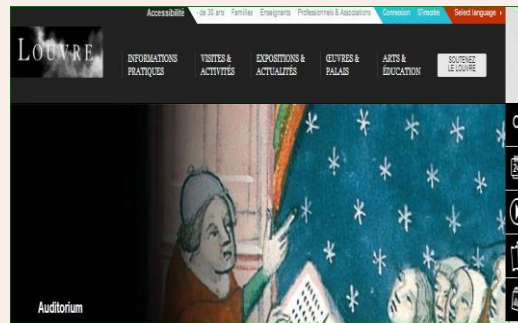 Accessibilité - de 30 ans Familles Enseignants Professionnels & Associations Connexion S'inscrire Select language
LOUVRE
INFORMATIONS
PRATIQUES
VISITES &
ACTIVITÉS
EXPOSITIONS &
ACTUALITÉS
ŒUVRES &
PALAIS
ARTS &
ÉDUCATION
SOUTENEZ
LE LOUVRE
Auditorium